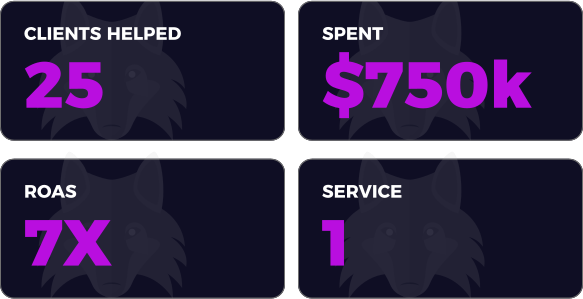 CLIENTS HELPED
25
SPENT
$750k
ROAS
7X
SERVICE
1